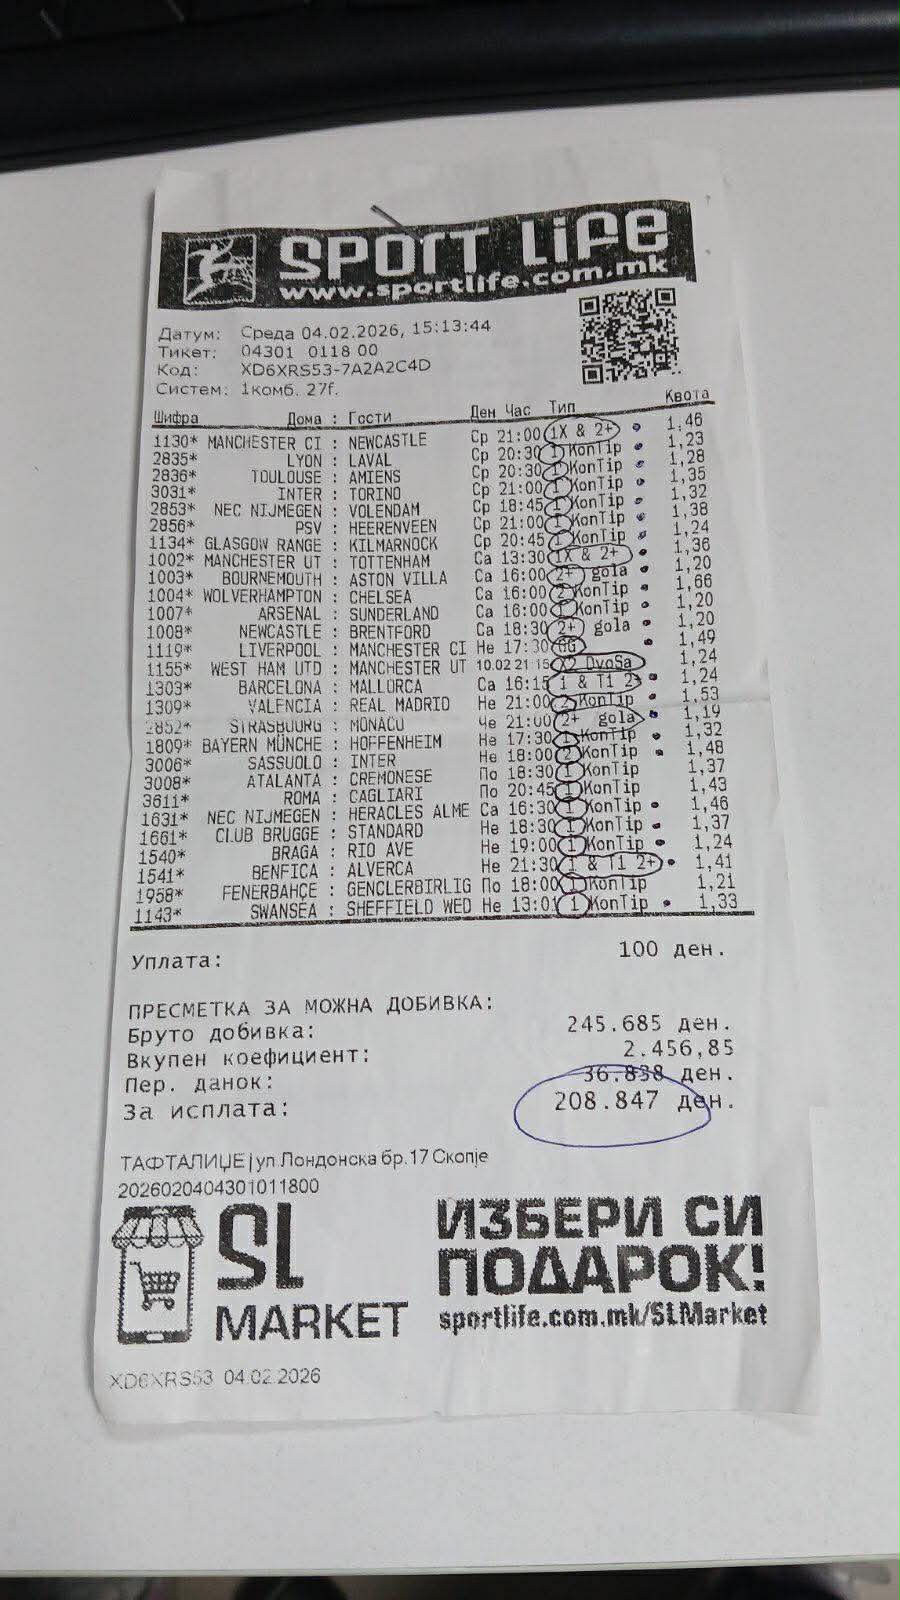 SPORT LIFE
www.sportlife.com.mk
Датум: Среда 04.02.2026, 15:13:44
Тикет: 04301 0118 00
Код: XD6XRS53-7A2A2C4D
Систем: 1комб. 27f.
Шифра Дома : Гости Ден Час Тип Квота
1130* MANCHESTER CI : NEWCASTLE Ср 21:00 1X & 2+ 1,46
2835* LYON : LAVAL Ср 20:30 1 KonTip 1,23
2836* TOULOUSE : AMIENS Ср 20:30 1 KonTip 1,28
3031* INTER : TORINO Ср 21:00 1 KonTip 1,35
2853* NEC NIJMEGEN : VOLENDAM Ср 18:45 1 KonTip 1,32
2856* PSV : HEERENVEEN Ср 21:00 1 KonTip 1,38
1134* GLASGOW RANGE : KILMARNOCK Ср 20:45 1 KonTip 1,24
1002* MANCHESTER UT : TOTTENHAM Са 13:30 1X & 2+ 1,36
1003* BOURNEMOUTH : ASTON VILLA Са 16:00 2+ gola 1,20
1004* WOLVERHAMPTON : CHELSEA Са 16:00 2 KonTip 1,66
1007* ARSENAL : SUNDERLAND Са 16:00 1 KonTip 1,20
1008* NEWCASTLE : BRENTFORD Са 18:30 2+ gola 1,20
1119* LIVERPOOL : MANCHESTER CI Не 17:30 GG 1,49
1155* WEST HAM UTD : MANCHESTER UT 10.02 21 15 X2 DvoSa 1,24
1303* BARCELONA : MALLORCA Са 16:15 1 & T1 2+ 1,24
1309* VALENCIA : REAL MADRID Не 21:00 2 KonTip 1,53
2852* STRASBOURG : MONACO Не 21:00 2+ gola 1,19
1809* BAYERN MÜNCHE : HOFFENHEIM Не 17:30 1 KonTip 1,32
3006* SASSUOLO : INTER Не 18:00 2 KonTip 1,48
3008* ATALANTA : CREMONESE По 18:30 1 KonTip 1,37
3611* ROMA : CAGLIARI По 20:45 1 KonTip 1,43
1631* NEC NIJMEGEN : HERACLES ALME Са 16:30 1 KonTip 1,46
1661* CLUB BRUGGE : STANDARD Не 18:30 1 KonTip 1,37
1540* BRAGA : RIO AVE Не 19:00 1 KonTip 1,24
1541* BENFICA : ALVERCA Не 21:30 1 & T1 2+ 1,41
1958* FENERBAHÇE : GENCLERBIRLIG По 18:00 1 KonTip 1,21
1143* SWANSEA : SHEFFIELD WED Не 13:01 1 KonTip 1,33
Уплата: 100 ден.
ПРЕСМЕТКА ЗА МОЖНА ДОБИВКА:
Бруто добивка: 245.685 ден.
Вкупен коефициент: 2.456,85
Пер. данок: 36.838 ден.
За исплата: 208.847 ден.
ТАФТАЛИЏЕ|ул.Лондонска бр.17 Скопје
2026020404301011800
SL MARKET
ИЗБЕРИ СИ
ПОДАРОК!
sportlife.com.mk/SLMarket
XD6XRS53 04.02.2026